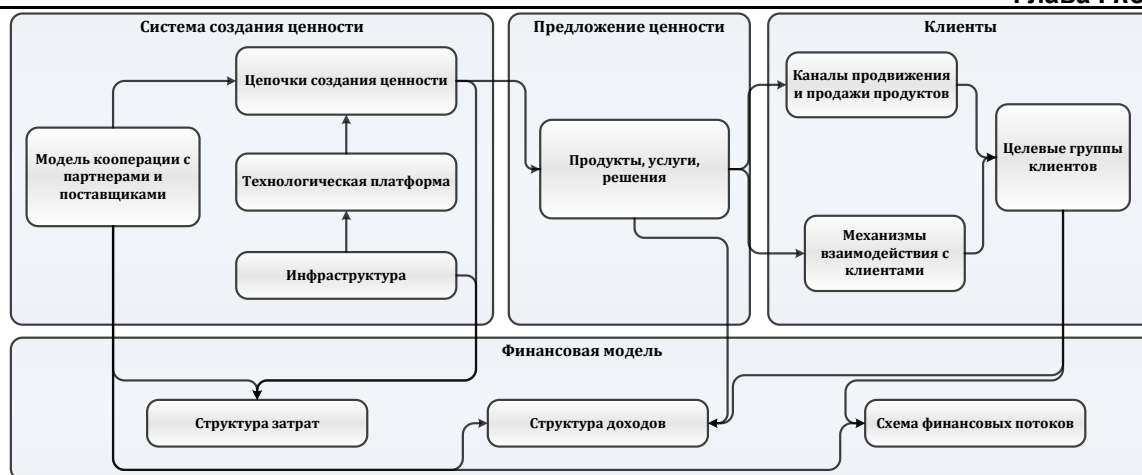 Система создания ценности
Предложение ценности
Клиенты
Цепочки создания ценности
Каналы продвижения
и продажи продуктов
Модель кооперации с
партнерами и
поставщиками
Технологическая платформа
Продукты, услуги,
решения
Целевые группы
клиентов
Инфраструктура
Механизмы
взаимодействия с
клиентами
Финансовая модель
Структура затрат
Структура доходов
Схема финансовых потоков